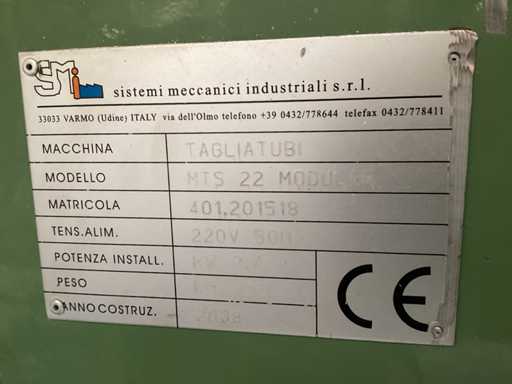 SMi sistemi meccanici industriali s.r.l.
33033 VARMO (Udine) ITALY via dell'Olmo telefono +39 0432/778644 telefax 0432/778411
MACCHINA TAGLIATUBI
MODELLO MTS 22
MATRICOLA 401.201518
TENS.ALIM. 220V
POTENZA INSTALL. KW
PESO
ANNO COSTRUZ.
CE